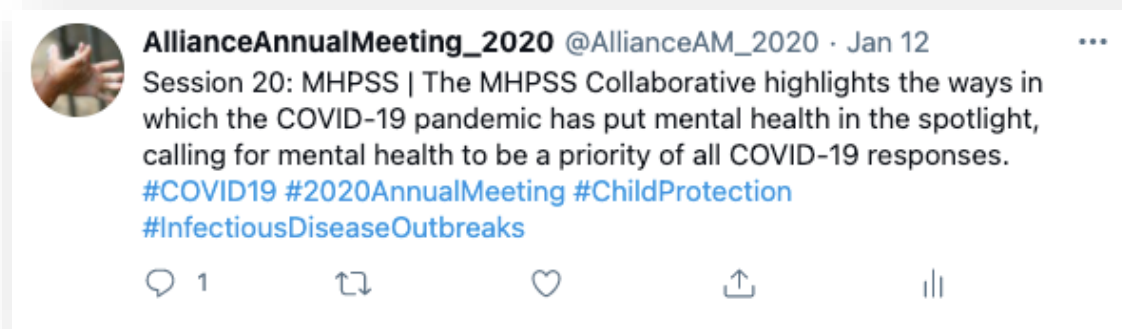 AllianceAnnualMeeting_2020 @AllianceAM_2020 · Jan 12
Session 20: MHPSS | The MHPSS Collaborative highlights the ways in
which the COVID-19 pandemic has put mental health in the spotlight,
calling for mental health to be a priority of all COVID-19 responses.
#COVID19 #2020AnnualMeeting #ChildProtection
#InfectiousDiseaseOutbreaks
1